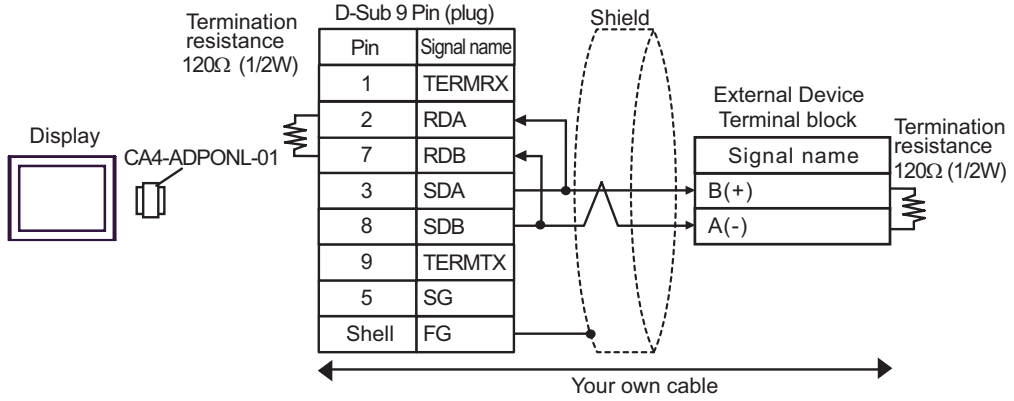 Display
CA4-ADPONL-01
Termination
resistance
120Ω (1/2W)
D-Sub 9 Pin (plug)
Pin Signal name
1 TERMRX
2 RDA
7 RDB
3 SDA
8 SDB
9 TERMTX
5 SG
Shell FG
Shield
External Device
Terminal block
Signal name
B(+)
A(-)
Termination
resistance
120Ω (1/2W)
Your own cable